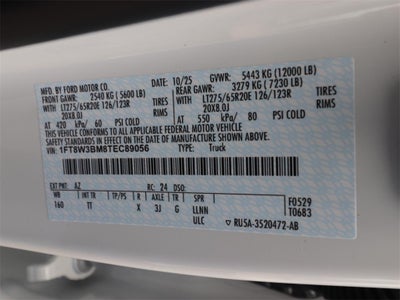 MFD. BY FORD MOTOR CO. 10/25 GVWR: 5443 KG (12000 LB)
FRONT GAWR: 2540 KG (5600 LB) REAR GAWR: 3279 KG (7230 LB)
LT275/65R20E 126/123R TIRES LT275/65R20E 126/123R TIRES
20X8.0J RIMS 20X8.0J RIMS
AT 420 kPa/ 60 PSI COLD AT 550 kPa/ 80 PSI COLD
THIS VEHICLE CONFORMS TO ALL APPLICABLE FEDERAL MOTOR VEHICLE
SAFETY STANDARDS IN EFFECT ON THE DATE OF MANUFACTURE SHOWN ABOVE.
VIN: 1FT8W3BM8TEC89056 TYPE: Truck
EXT PNT: AZ RC: 24 DSO:
WB INT TR TP/PS R AXLE TR SPR F0529
160 TT X 3J G LLNN T0683
ULC RU5A-3520472-AB